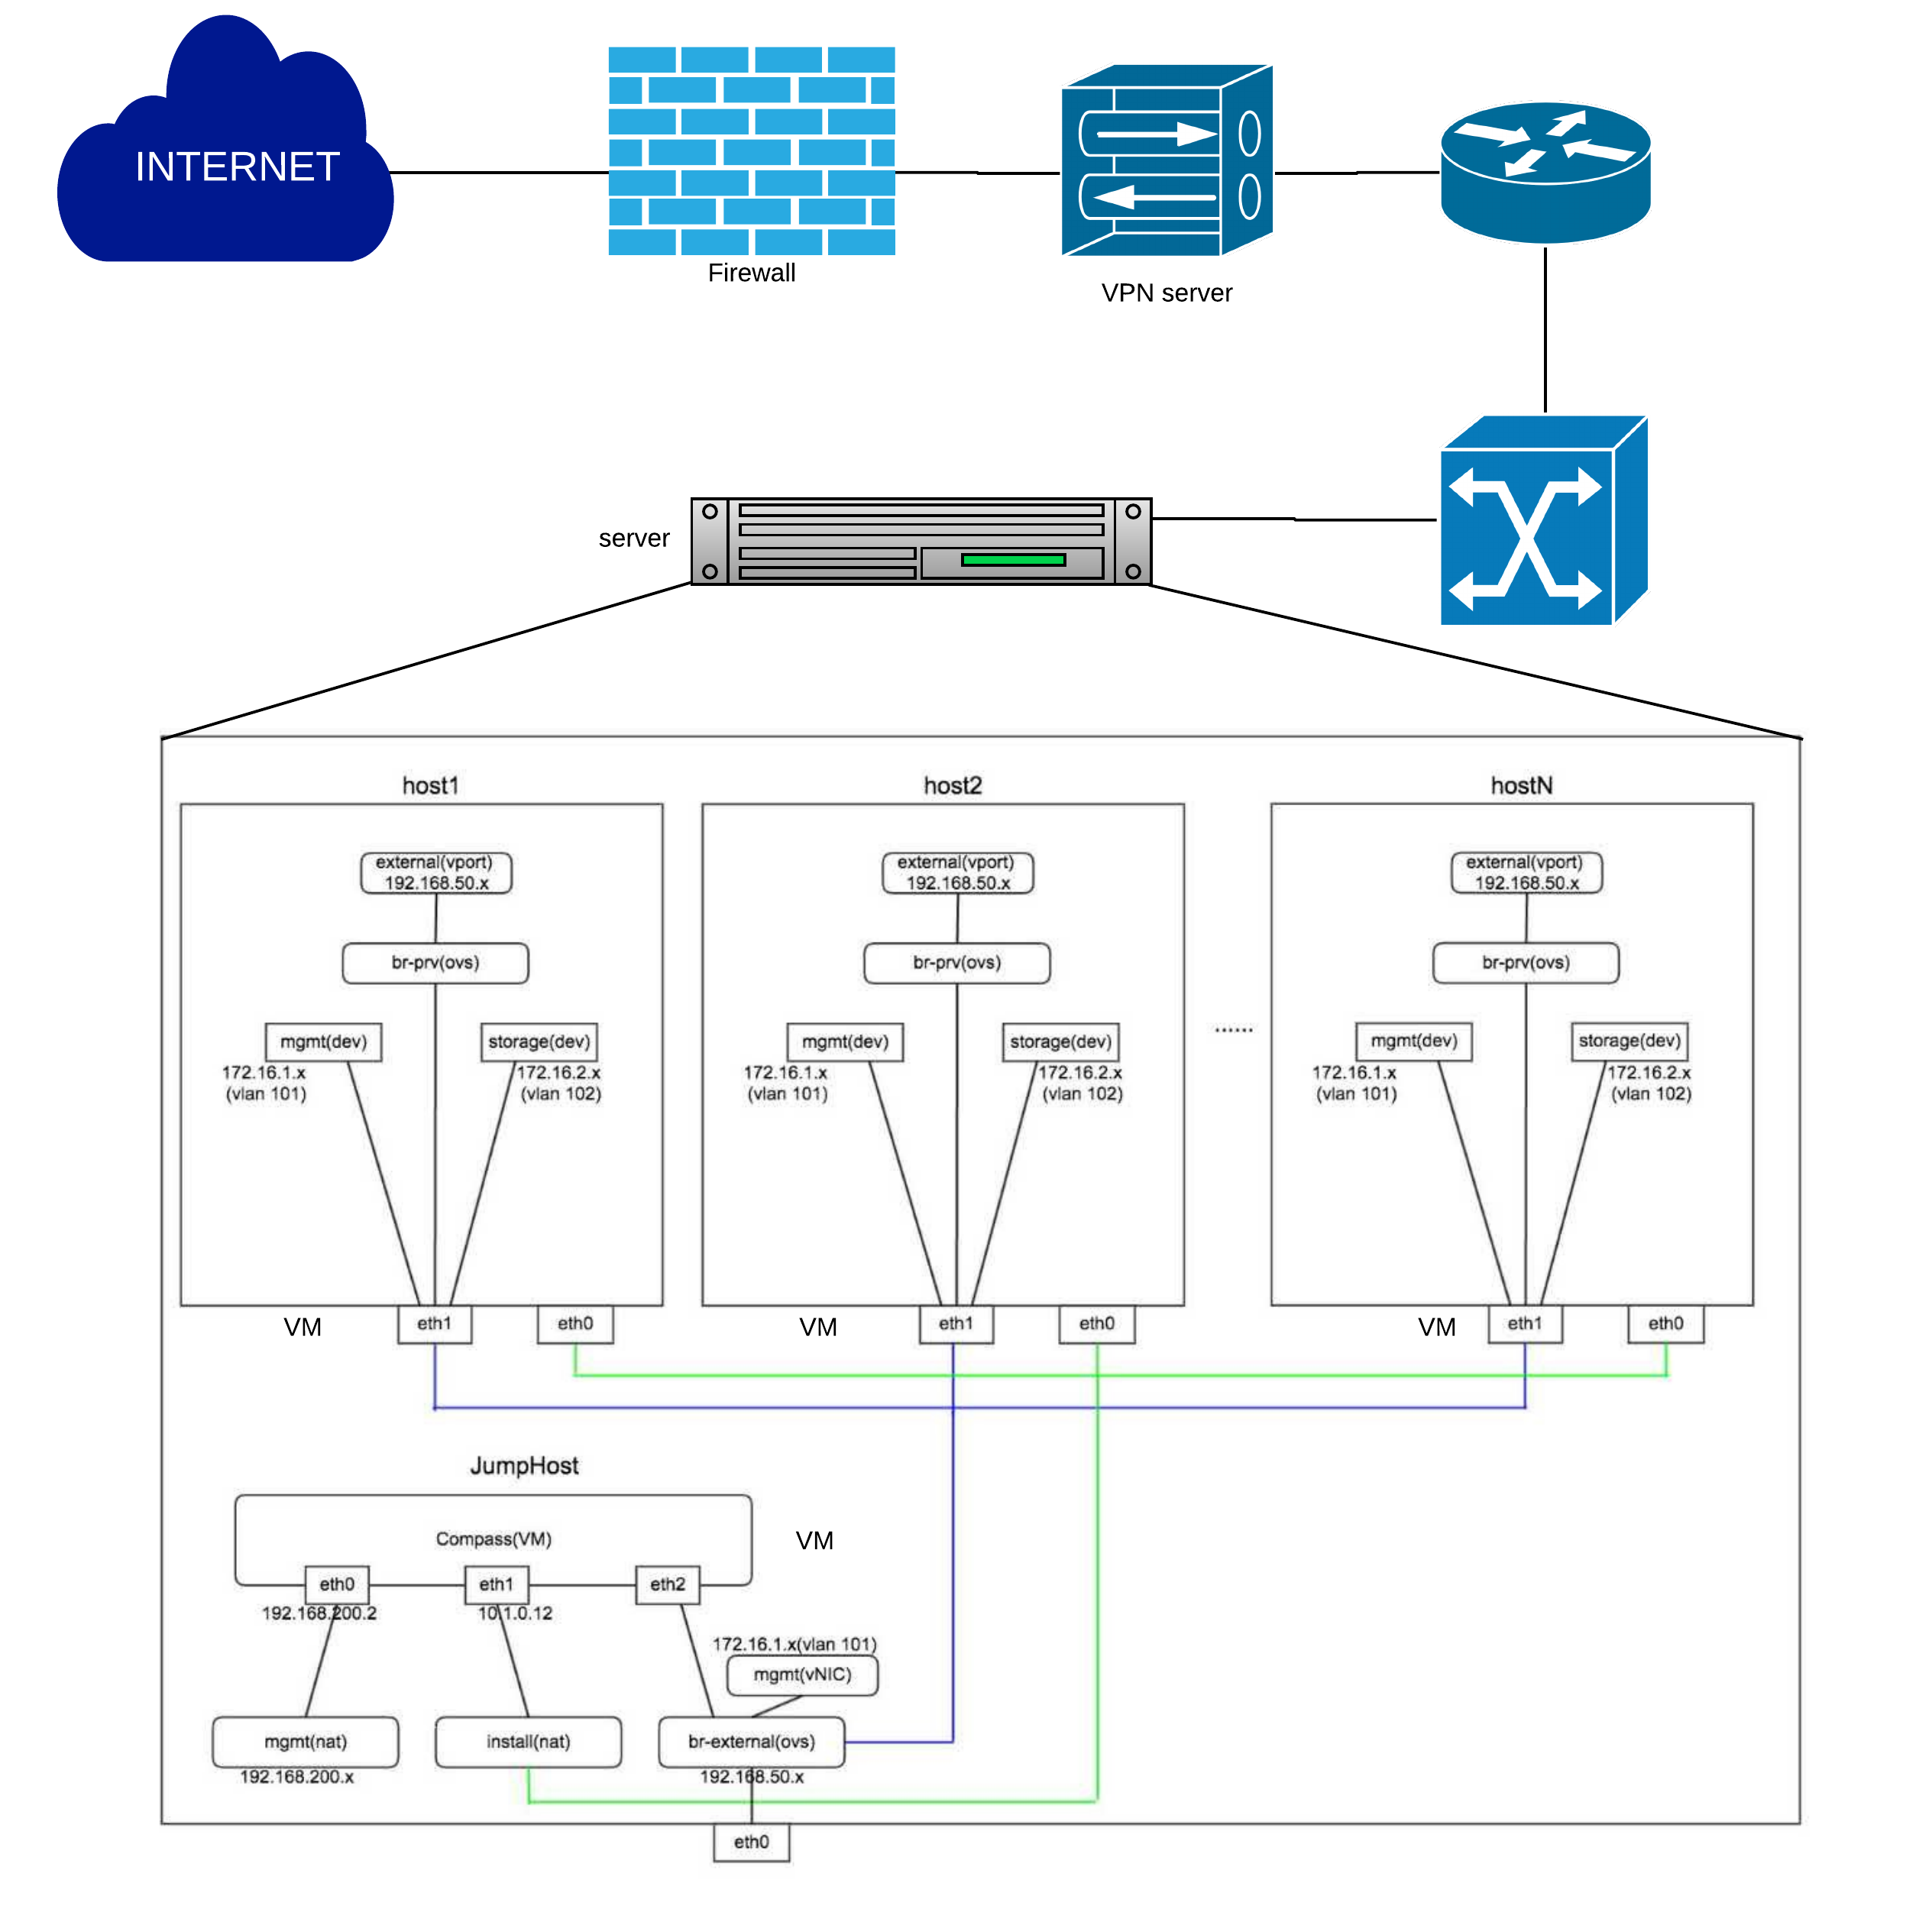 INTERNET
Firewall
VPN server
server
host1
host2
hostN
external(vport)
192.168.50.x
external(vport)
192.168.50.x
external(vport)
192.168.50.x
br-prv(ovs)
br-prv(ovs)
br-prv(ovs)
mgmt(dev)
storage(dev)
mgmt(dev)
storage(dev)
......
mgmt(dev)
storage(dev)
172.16.1.x
(vlan 101)
172.16.2.x
(vlan 102)
172.16.1.x
(vlan 101)
172.16.2.x
(vlan 102)
172.16.1.x
(vlan 101)
172.16.2.x
(vlan 102)
VM
eth1
eth0
VM
eth1
eth0
VM
eth1
eth0
JumpHost
Compass(VM)
VM
eth0
eth1
eth2
192.168.200.2
10.1.0.12
172.16.1.x(vlan 101)
mgmt(vNIC)
mgmt(nat)
install(nat)
br-external(ovs)
192.168.200.x
192.168.50.x
eth0